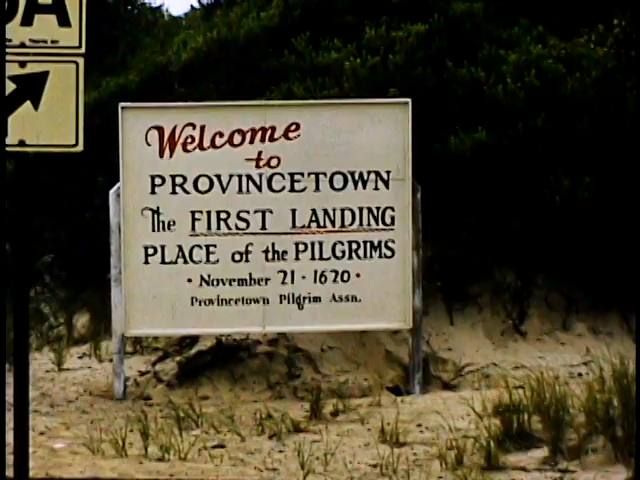 Welcome
to
PROVINCETOWN
The FIRST LANDING
PLACE of the PILGRIMS
• November 21 - 1620 •
Provincetown Pilgrim Assn.